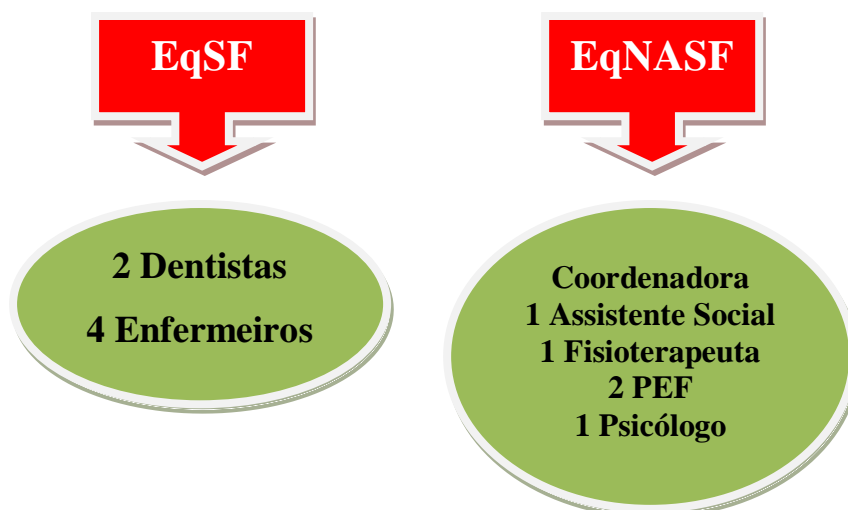 EqSF
2 Dentistas
4 Enfermeiros
EqNASF
Coordenadora
1 Assistente Social
1 Fisioterapeuta
2 PEF
1 Psicólogo